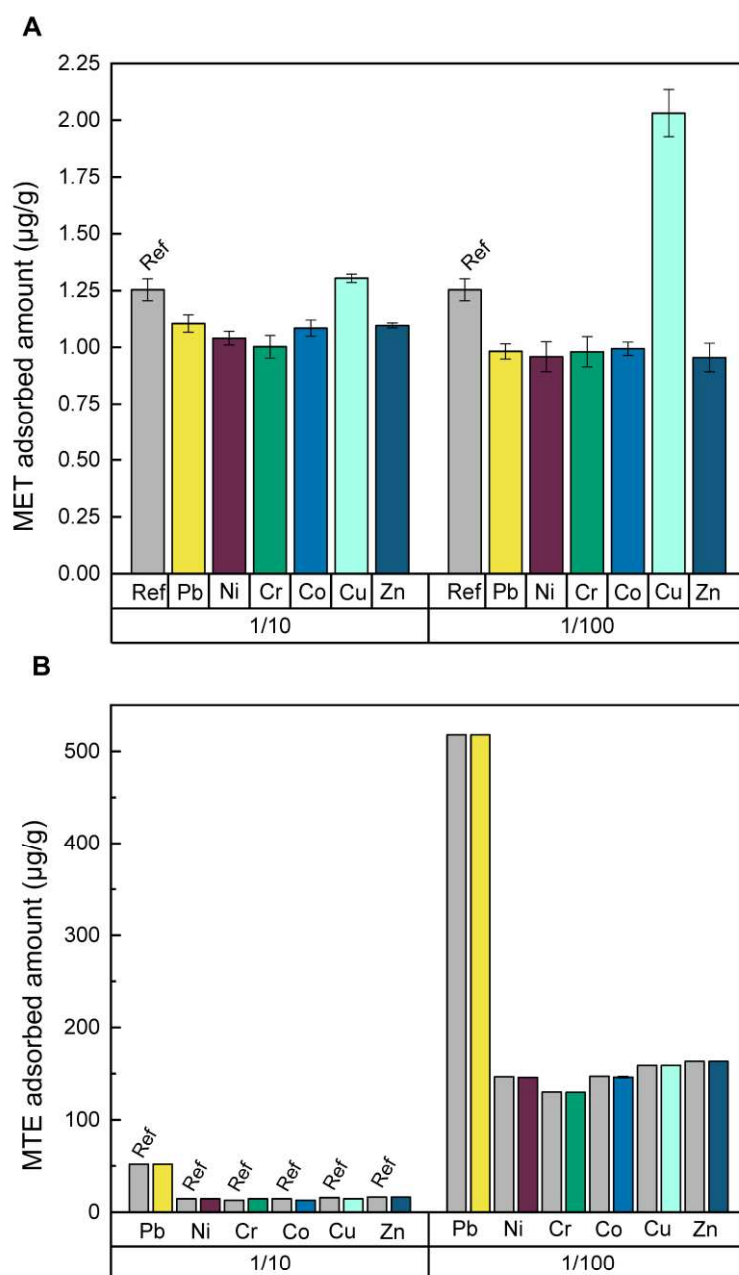 A
MET adsorbed amount (µg/g)
2.25
2.00
1.75
1.50
1.25
1.00
0.75
0.50
0.25
0.00
Ref Ref
Ref Pb Ni Cr Co Cu Zn Ref Pb Ni Cr Co Cu Zn
1/10 1/100
B
MTE adsorbed amount (µg/g)
500
400
300
200
100
0
Ref Ref Ref Ref Ref Ref
Pb Ni Cr Co Cu Zn Pb Ni Cr Co Cu Zn
1/10 1/100